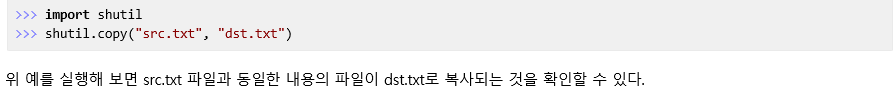 >>> import shutil
>>> shutil.copy("src.txt", "dst.txt")
위 예를 실행해 보면 src.txt 파일과 동일한 내용의 파일이 dst.txt로 복사되는 것을 확인할 수 있다.